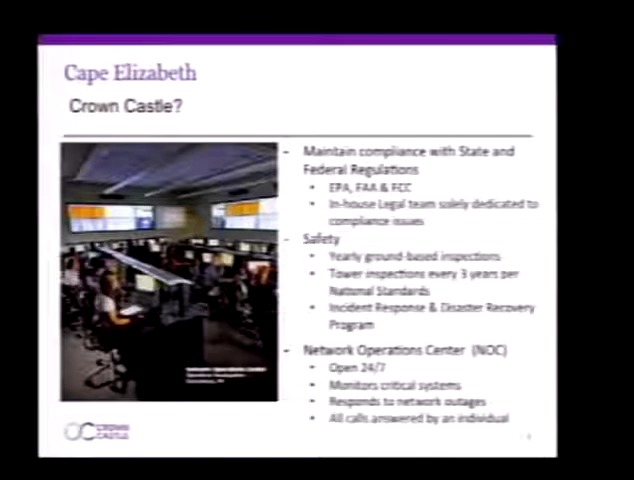 Cape Elizabeth
Crown Castle?
- Maintain compliance with State and
Federal Regulations
• EPA, FAA & FCC
• In-house Legal team solely dedicated to
compliance issues
- Safety
• Yearly ground-based inspections
• Tower inspections every 3 years per
National Standards
• Incident Response & Disaster Recovery
Program
- Network Operations Center (NOC)
• Open 24/7
• Monitors critical systems
• Responds to network outages
• All calls answered by an individual
Network Operations Center
CROWN
CASTLE